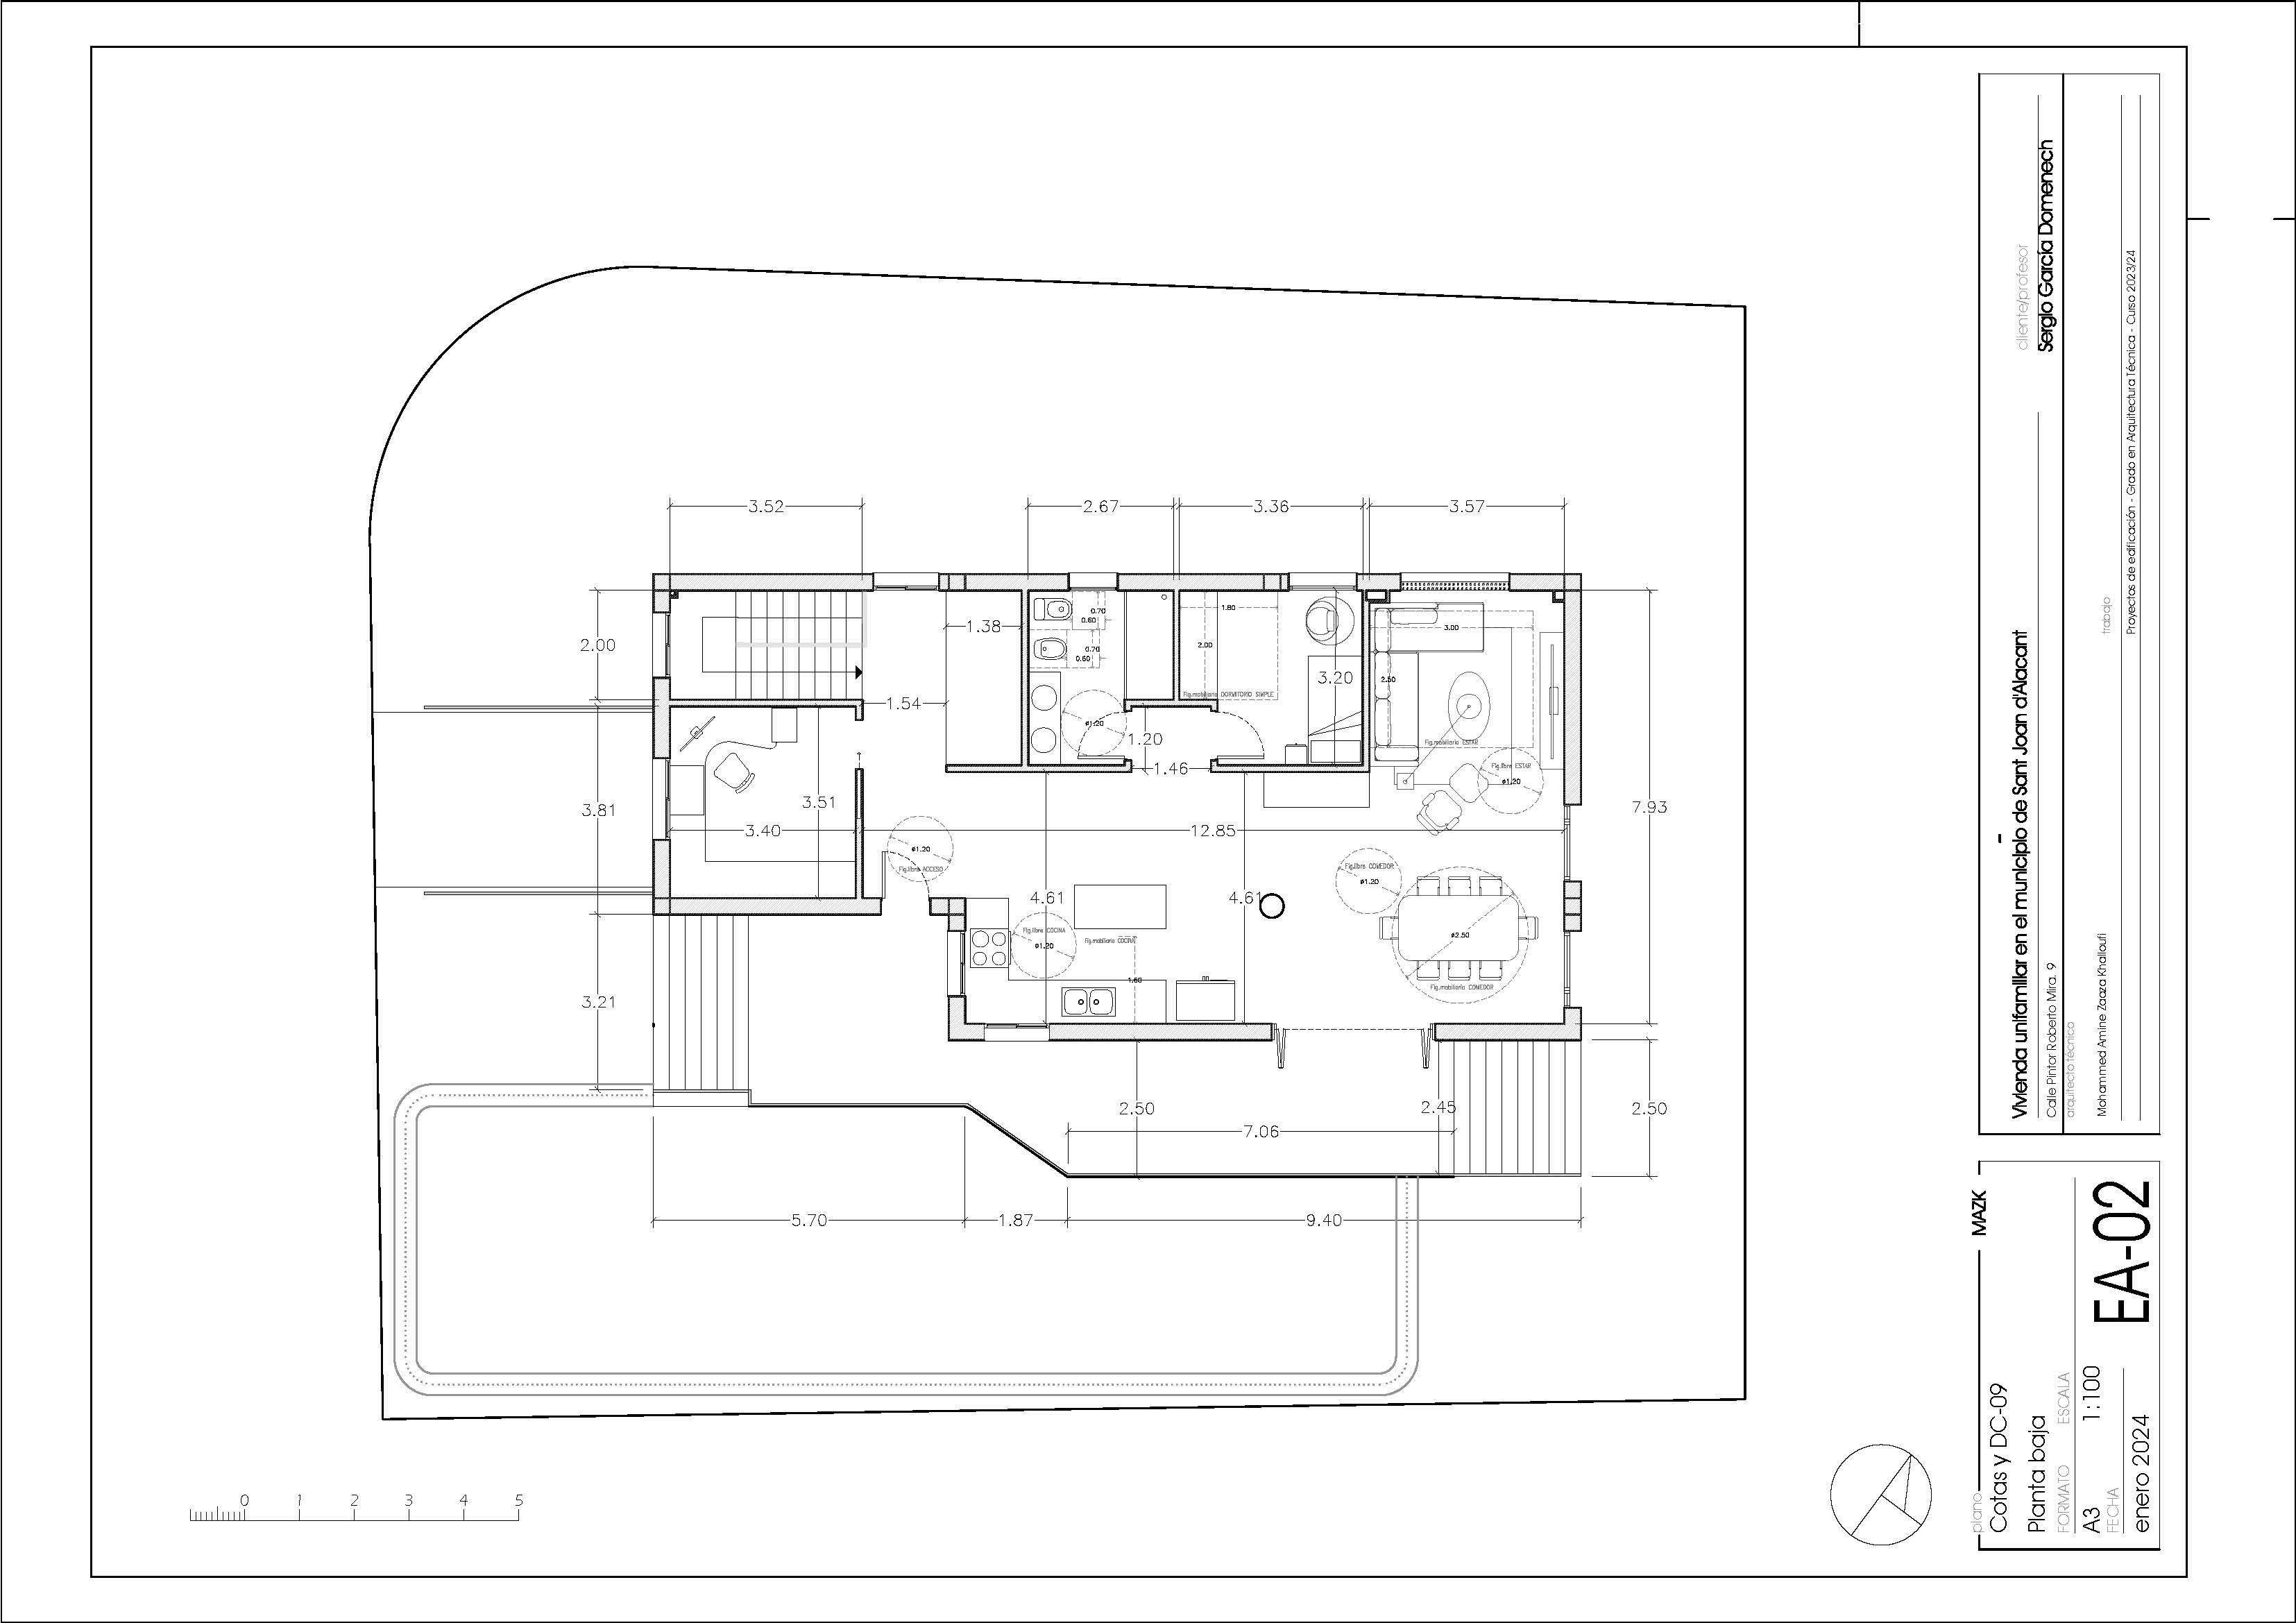 3.52
2.67
3.36
3.57
2.00
1.38
0.70
0.60
0.70
0.60
1.80
2.00
3.00
3.20
2.50
Fig.mobiliario DORMITORIO SIMPLE
1.54
ø1.20
1.20
1.46
Fig.mobiliario ESTAR
Fig.libre ESTAR
ø1.20
3.81
3.51
7.93
3.40
12.85
ø1.20
Fig.libre ACCESO
Fig.libre COMEDOR
ø1.20
4.61
4.61
Fig.libre COCINA
ø1.20
Fig.mobiliario COCINA
ø2.50
1.60
Fig.mobiliario COMEDOR
3.21
2.50
2.45
2.50
7.06
5.70
1.87
9.40
0 1 2 3 4 5
cliente/profesor
Sergio García Domenech
Vivienda unifamiliar en el municipio de Sant Joan d'Alacant
-
Calle Pintor Roberto Mira. 9
arquitecto técnico
Mohammed Amine Zaaza Khallaufi
trabajo
Proyectos de edificación - Grado en Arquitectura Técnica - Curso 2023/24
MAZK
plano
Cotas y DC-09
Planta baja
FORMATO ESCALA
A3 1:100
FECHA
enero 2024
EA-02